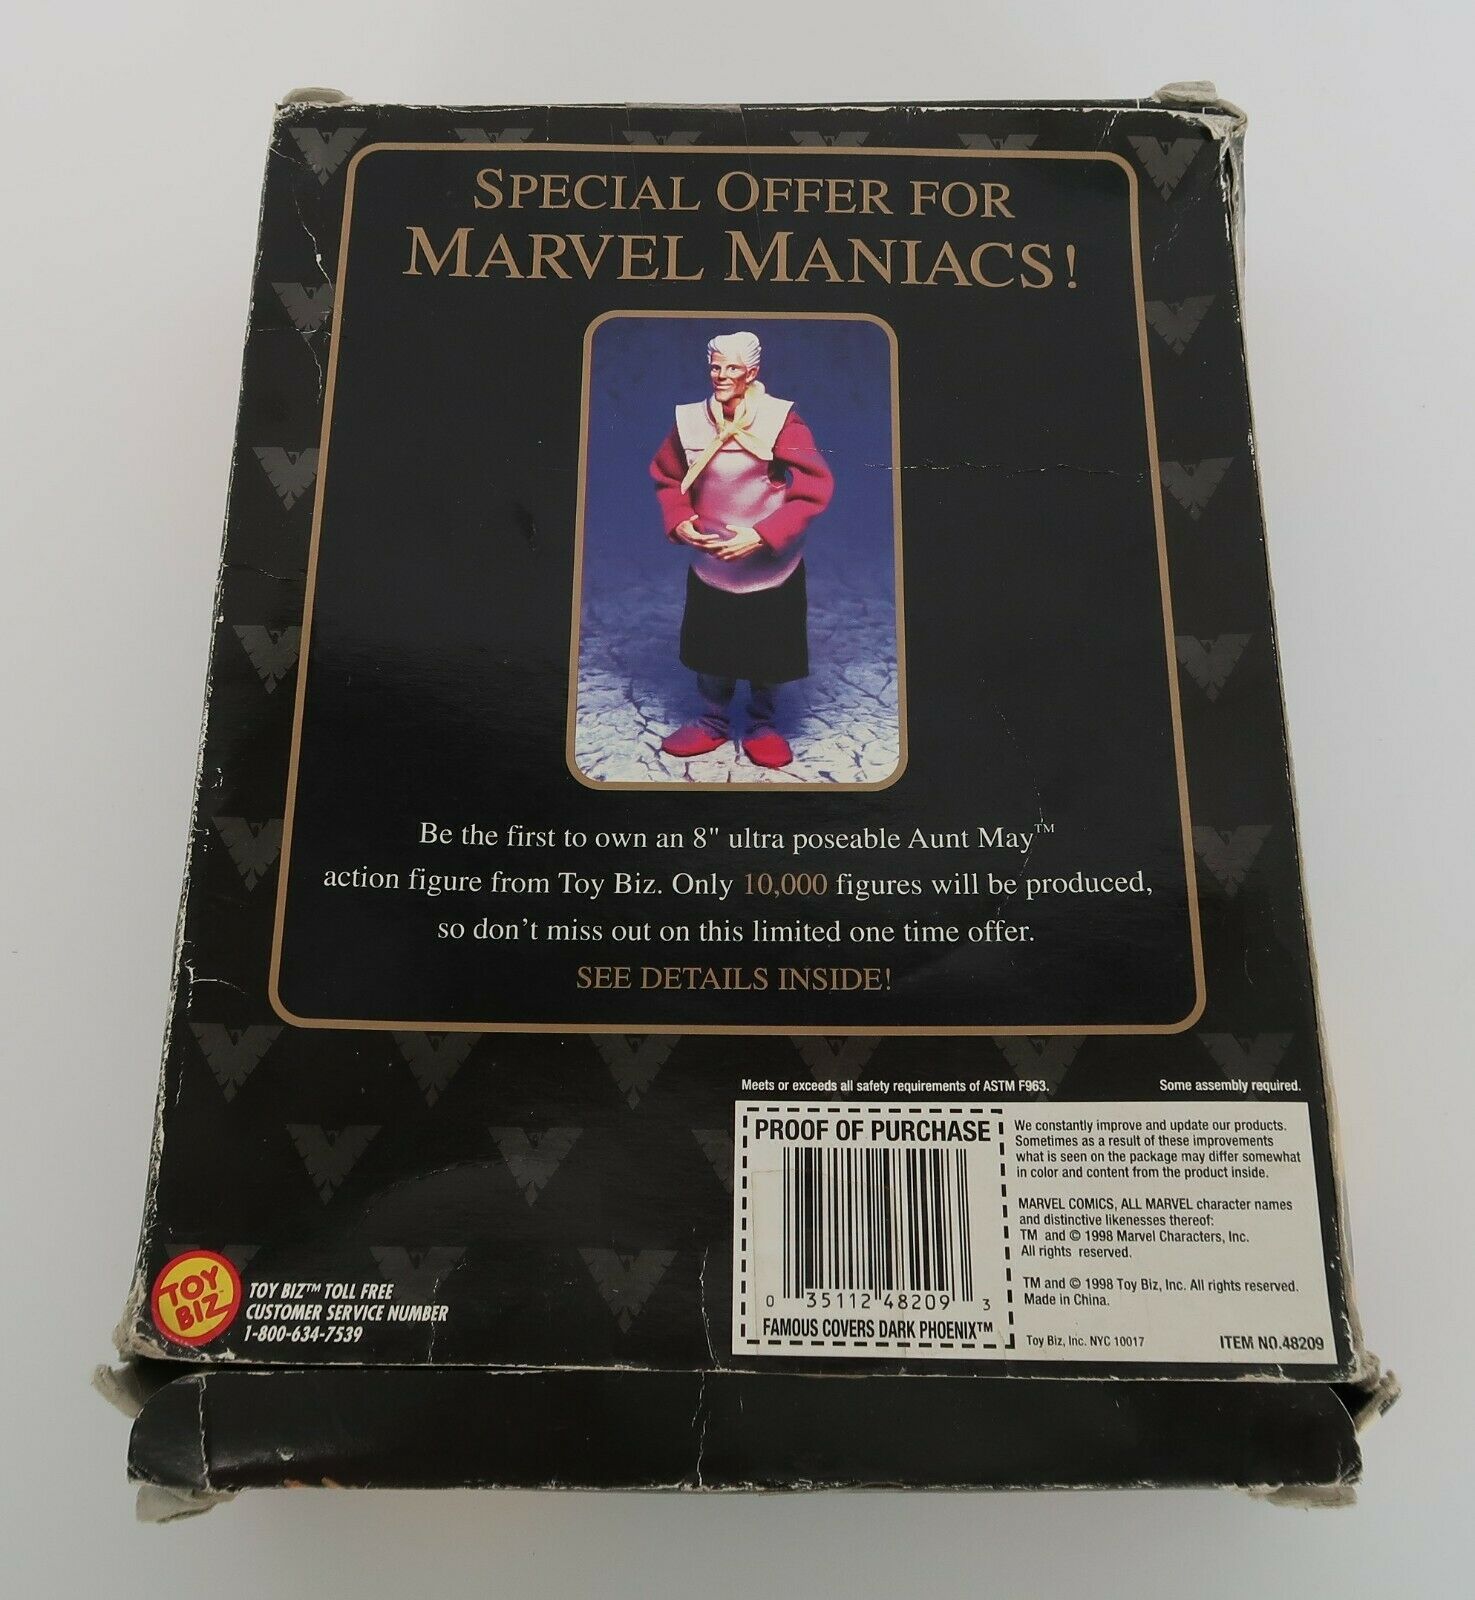 SPECIAL OFFER FOR
MARVEL MANIACS!
Be the first to own an 8" ultra poseable Aunt May™
action figure from Toy Biz. Only 10,000 figures will be produced,
so don't miss out on this limited one time offer.
SEE DETAILS INSIDE!
Meets or exceeds all safety requirements of ASTM F963.
Some assembly required.
PROOF OF PURCHASE
0 35112 48209 3
FAMOUS COVERS DARK PHOENIX™
We constantly improve and update our products.
Sometimes as a result of these improvements
what is seen on the package may differ somewhat
in color and content from the product inside.
MARVEL COMICS, ALL MARVEL character names
and distinctive likenesses thereof:
TM and © 1998 Marvel Characters, Inc.
All rights reserved.
TM and © 1998 Toy Biz, Inc. All rights reserved.
Made in China.
Toy Biz, Inc. NYC 10017
ITEM NO.48209
TOY
BIZ
TOY BIZ™ TOLL FREE
CUSTOMER SERVICE NUMBER
1-800-634-7539